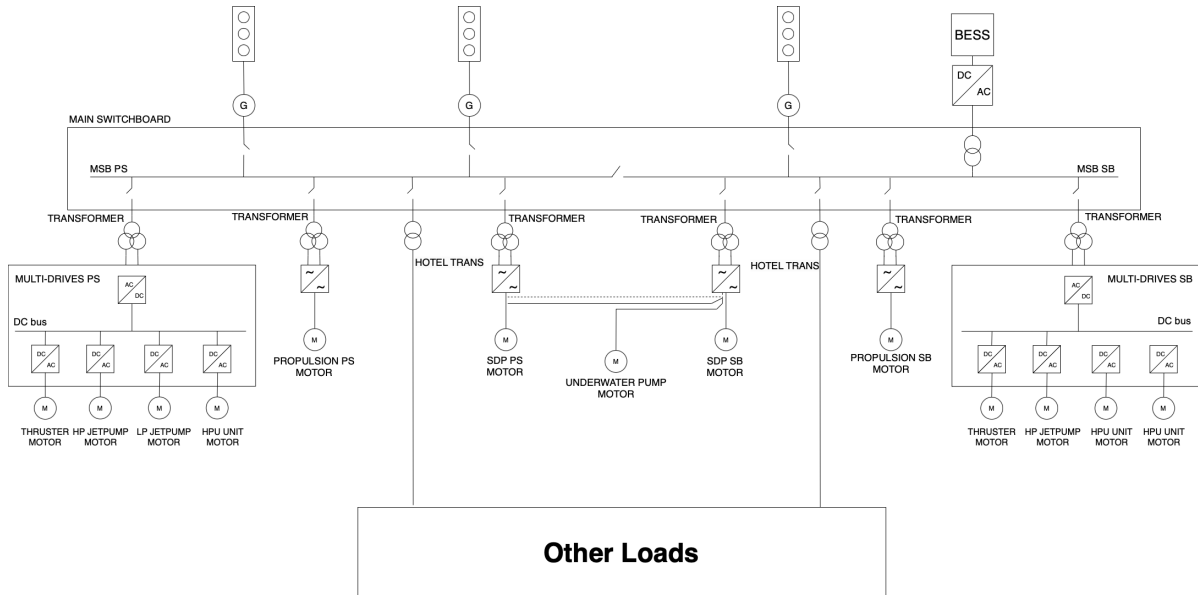 BESS
DC
AC
G
G
G
MAIN SWITCHBOARD
MSB PS
MSB SB
TRANSFORMER
TRANSFORMER
TRANSFORMER
TRANSFORMER
TRANSFORMER
TRANSFORMER
HOTEL TRANS
HOTEL TRANS
MULTI-DRIVES PS
AC
DC
~
~
~
~
~
~
~
~
MULTI-DRIVES SB
AC
DC
DC bus
DC bus
DC
AC
DC
AC
DC
AC
DC
AC
M
PROPULSION PS
MOTOR
M
SDP PS
MOTOR
M
UNDERWATER PUMP
MOTOR
M
SDP SB
MOTOR
M
PROPULSION SB
MOTOR
DC
AC
DC
AC
DC
AC
DC
AC
M
M
M
M
M
M
M
M
THRUSTER
MOTOR
HP JETPUMP
MOTOR
LP JETPUMP
MOTOR
HPU UNIT
MOTOR
THRUSTER
MOTOR
HP JETPUMP
MOTOR
HPU UNIT
MOTOR
HPU UNIT
MOTOR
Other Loads